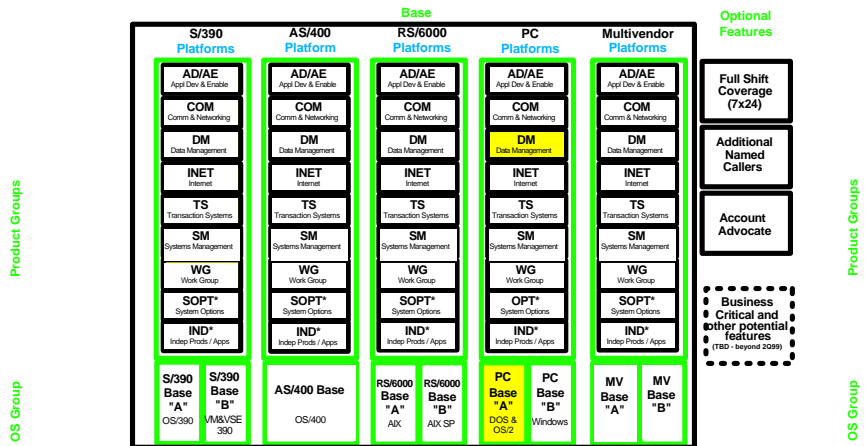 Base
Optional
Features
S/390
Platforms
AS/400
Platform
RS/6000
Platforms
PC
Platforms
Multivendor
Platforms
AD/AE
Appl Dev & Enable
AD/AE
Appl Dev & Enable
AD/AE
Appl Dev & Enable
AD/AE
Appl Dev & Enable
AD/AE
Appl Dev & Enable
COM
Comm & Networking
COM
Comm & Networking
COM
Comm & Networking
COM
Comm & Networking
COM
Comm & Networking
DM
Data Management
DM
Data Management
DM
Data Management
DM
Data Management
DM
Data Management
INET
Internet
INET
Internet
INET
Internet
INET
Internet
INET
Internet
TS
Transaction Systems
TS
Transaction Systems
TS
Transaction Systems
TS
Transaction Systems
TS
Transaction Systems
SM
Systems Management
SM
Systems Management
SM
Systems Management
SM
Systems Management
SM
Systems Management
WG
Work Group
WG
Work Group
WG
Work Group
WG
Work Group
WG
Work Group
SOPT*
System Options
SOPT*
System Options
SOPT*
System Options
OPT*
System Options
SOPT*
System Options
IND*
Indep Prods / Apps
IND*
Indep Prods / Apps
IND*
Indep Prods / Apps
IND*
Indep Prods / Apps
IND*
Indep Prods / Apps
S/390
Base
"A"
OS/390
S/390
Base
"B"
VM&VSE
390
AS/400 Base
OS/400
RS/6000
Base
"A"
AIX
RS/6000
Base
"B"
AIX SP
PC
Base
"A"
DOS &
OS/2
PC
Base
"B"
Windows
MV
Base
"A"
MV
Base
"B"
Full Shift
Coverage
(7x24)
Additional
Named
Callers
Account
Advocate
Business
Critical and
other potential
features
(TBD - beyond 2Q99)
Product Groups
OS Group
Product Groups
OS Group